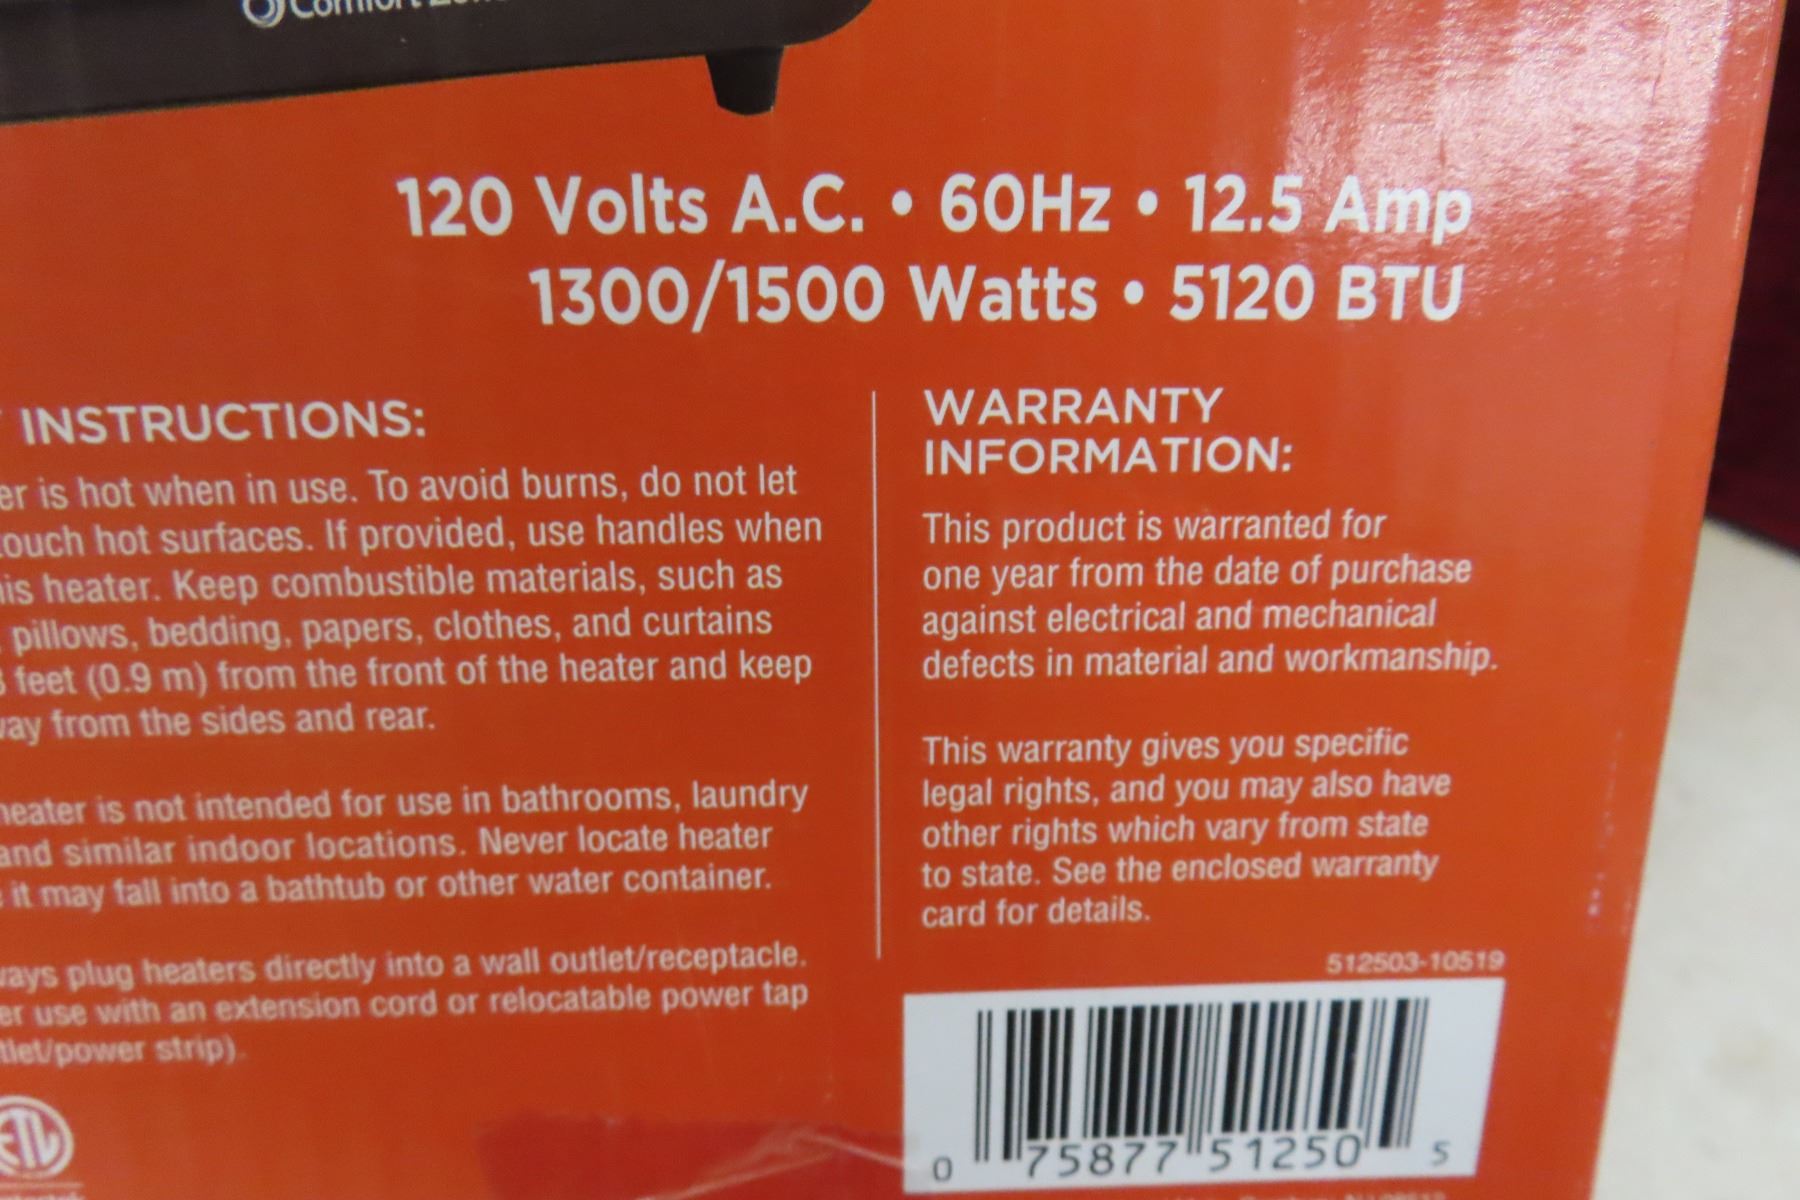 Comfort
120 Volts A.C. • 60Hz • 12.5 Amp
1300/1500 Watts • 5120 BTU
INSTRUCTIONS:
er is hot when in use. To avoid burns, do not let
touch hot surfaces. If provided, use handles when
his heater. Keep combustible materials, such as
pillows, bedding, papers, clothes, and curtains
3 feet (0.9 m) from the front of the heater and keep
way from the sides and rear.
heater is not intended for use in bathrooms, laundry
and similar indoor locations. Never locate heater
it may fall into a bathtub or other water container.
ways plug heaters directly into a wall outlet/receptacle.
er use with an extension cord or relocatable power tap
tlet/power strip).
ETL
WARRANTY
INFORMATION:
This product is warranted for
one year from the date of purchase
against electrical and mechanical
defects in material and workmanship.
This warranty gives you specific
legal rights, and you may also have
other rights which vary from state
to state. See the enclosed warranty
card for details.
512503-10519
0 75877 51250 5